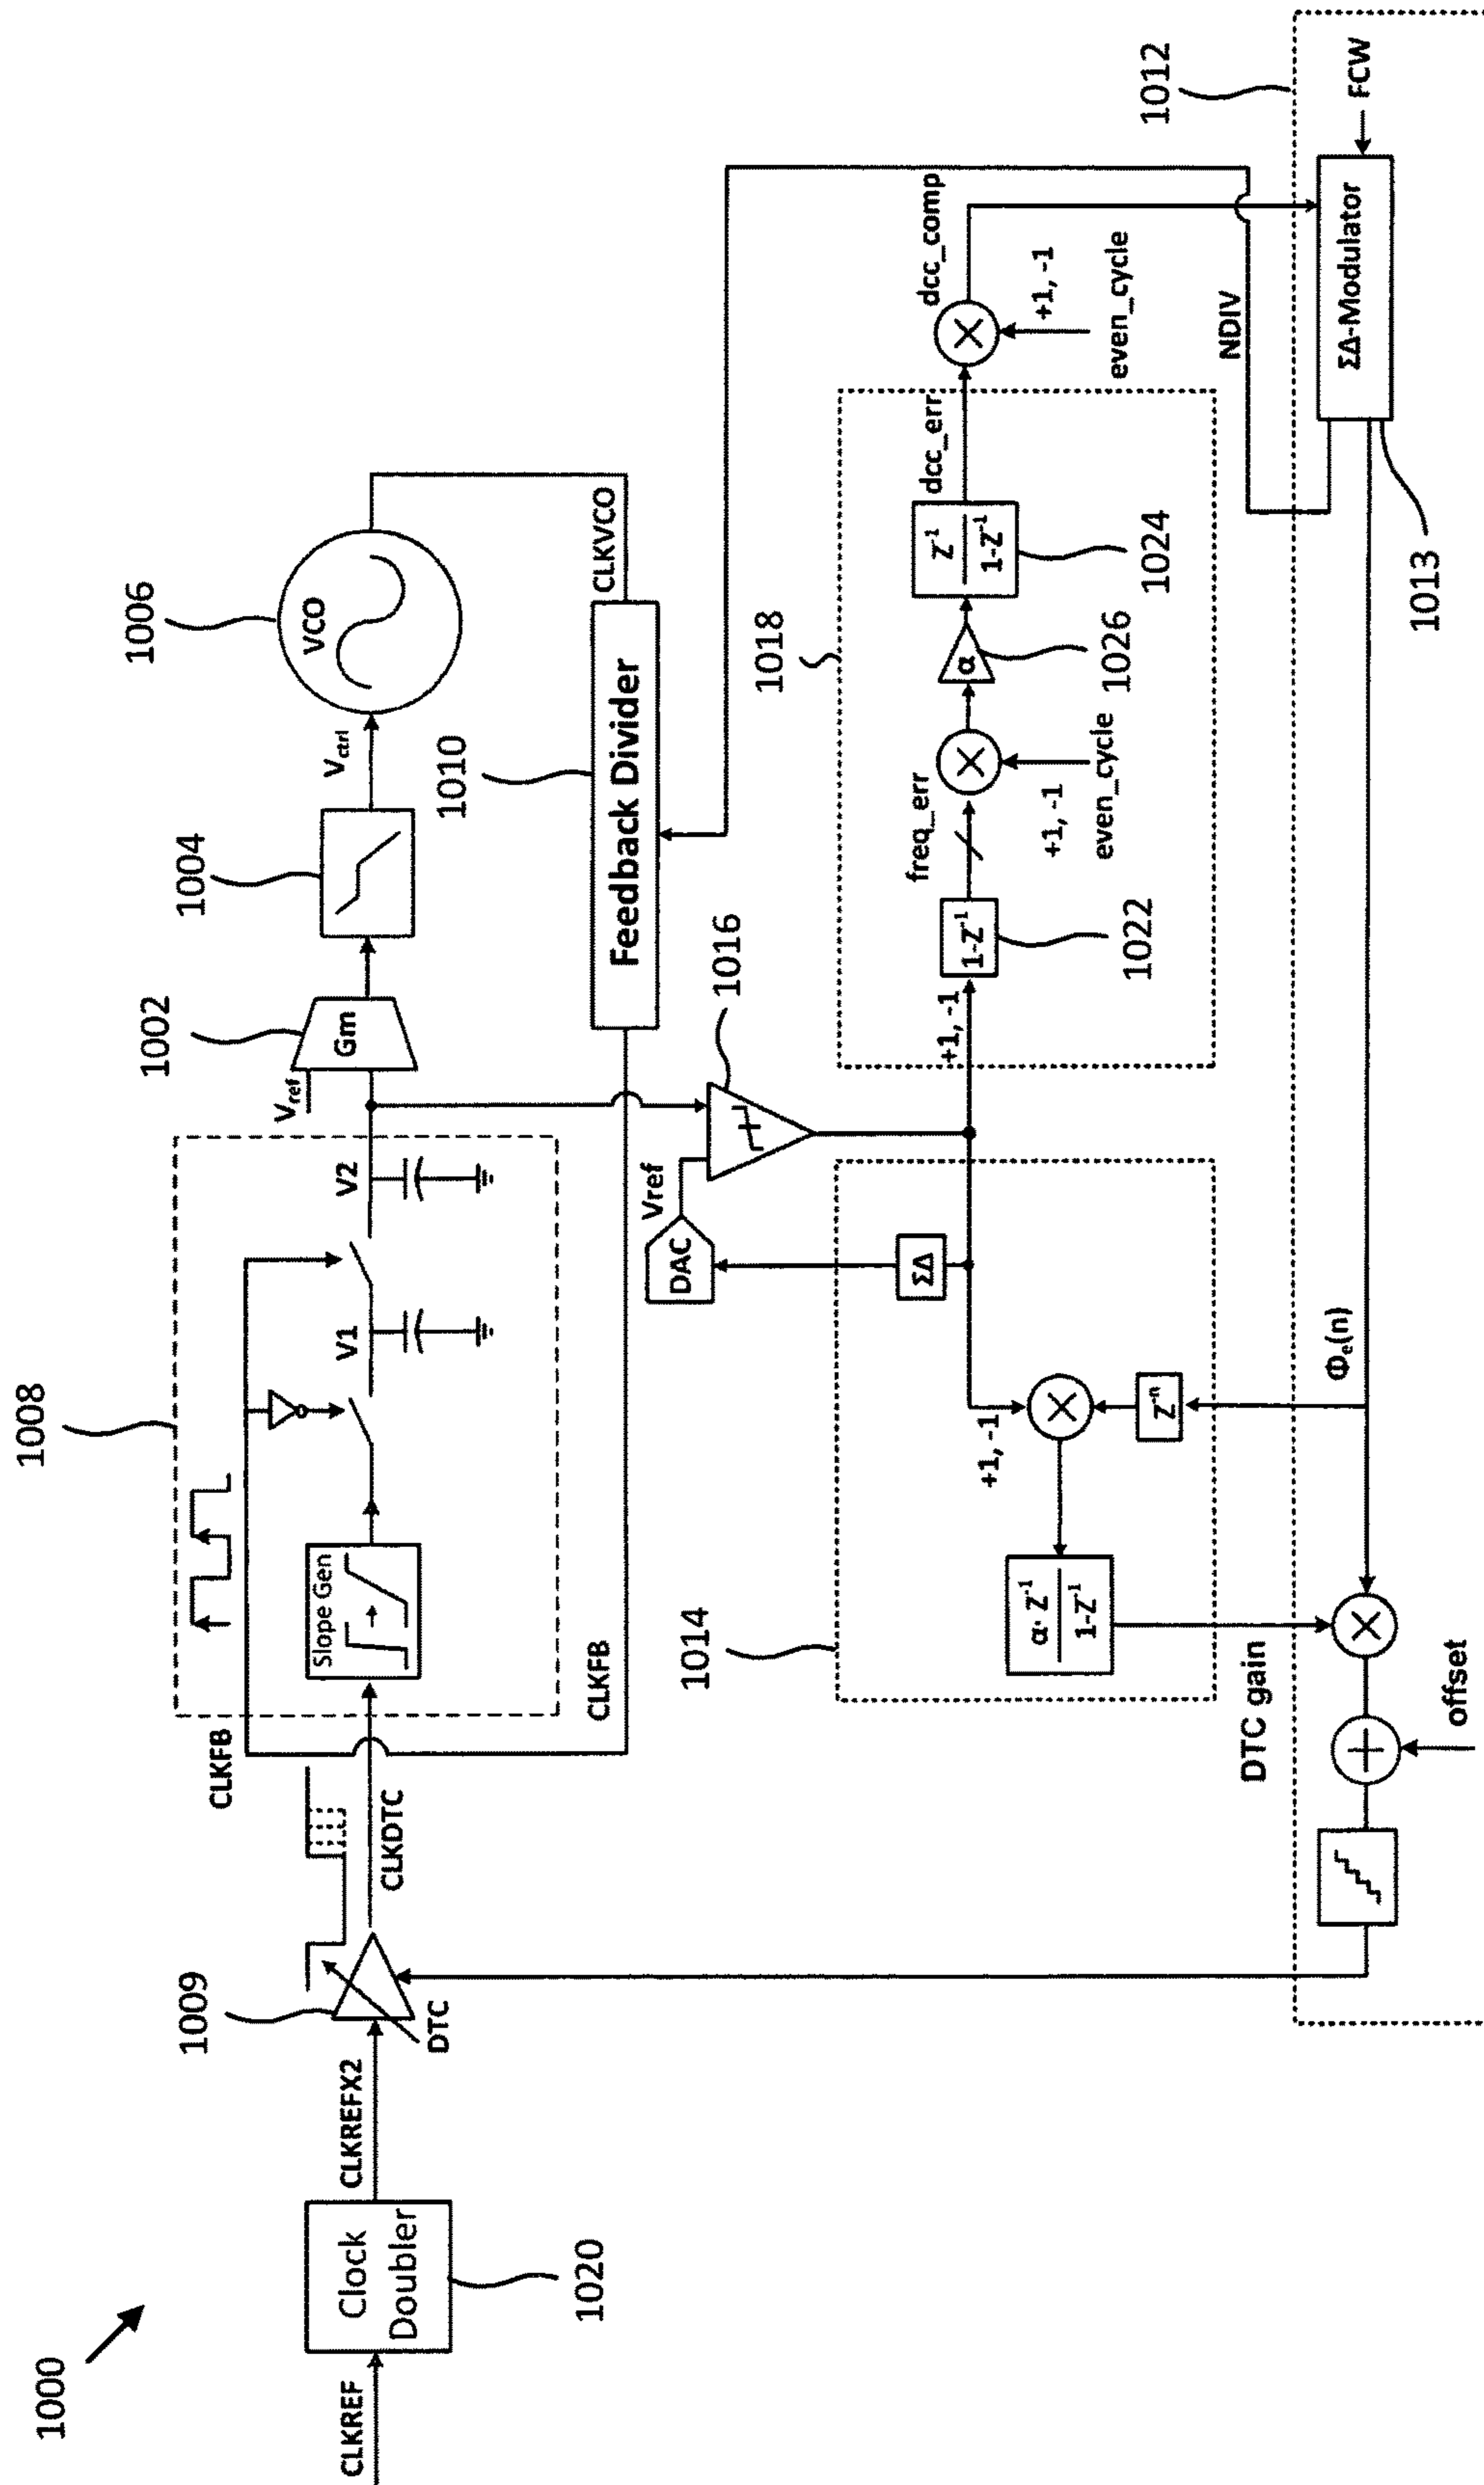 1000
CLKREF
Clock
Doubler
1020
CLKREFX2
1009
DTC
CLKDTC
CLKFB
1008
Slope Gen
V1
V2
CLKFB
Vref
Gm
1002
1004
Vctrl
VCO
1006
CLKVCO
Feedback Divider
1010
1016
Vref
DAC
ΣΔ
1014
+1, -1
Z⁻ⁿ
α· Z⁻¹
1-Z⁻¹
DTC gain
1018
+1, -1
1-Z⁻¹
1022
freq_err
+1, -1
even_cycle
α
1026
Z⁻¹
1-Z⁻¹
1024
dcc_err
dcc_comp
+1, -1
even_cycle
NDIV
1012
FCW
ΣΔ-Modulator
1013
Φe(n)
offset